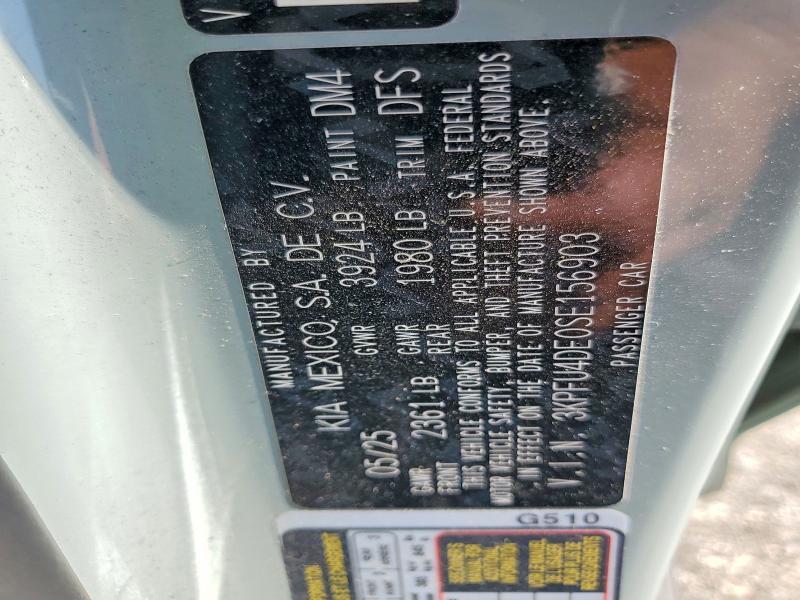 V
MANUFACTURED BY
KIA MEXICO, S.A. DE C.V.
05/25 GVWR 3924 LB PAINT DM4
GAWR FRONT 2361 LB GAWR REAR 1980 LB TRIM DFS
THIS VEHICLE CONFORMS TO ALL APPLICABLE U.S.A. FEDERAL
MOTOR VEHICLE SAFETY, BUMPER, AND THEFT PREVENTION STANDARDS
IN EFFECT ON THE DATE OF MANUFACTURE SHOWN ABOVE.
V.I.N. 3KPFU4DE0SE156903
PASSENGER CAR
G510